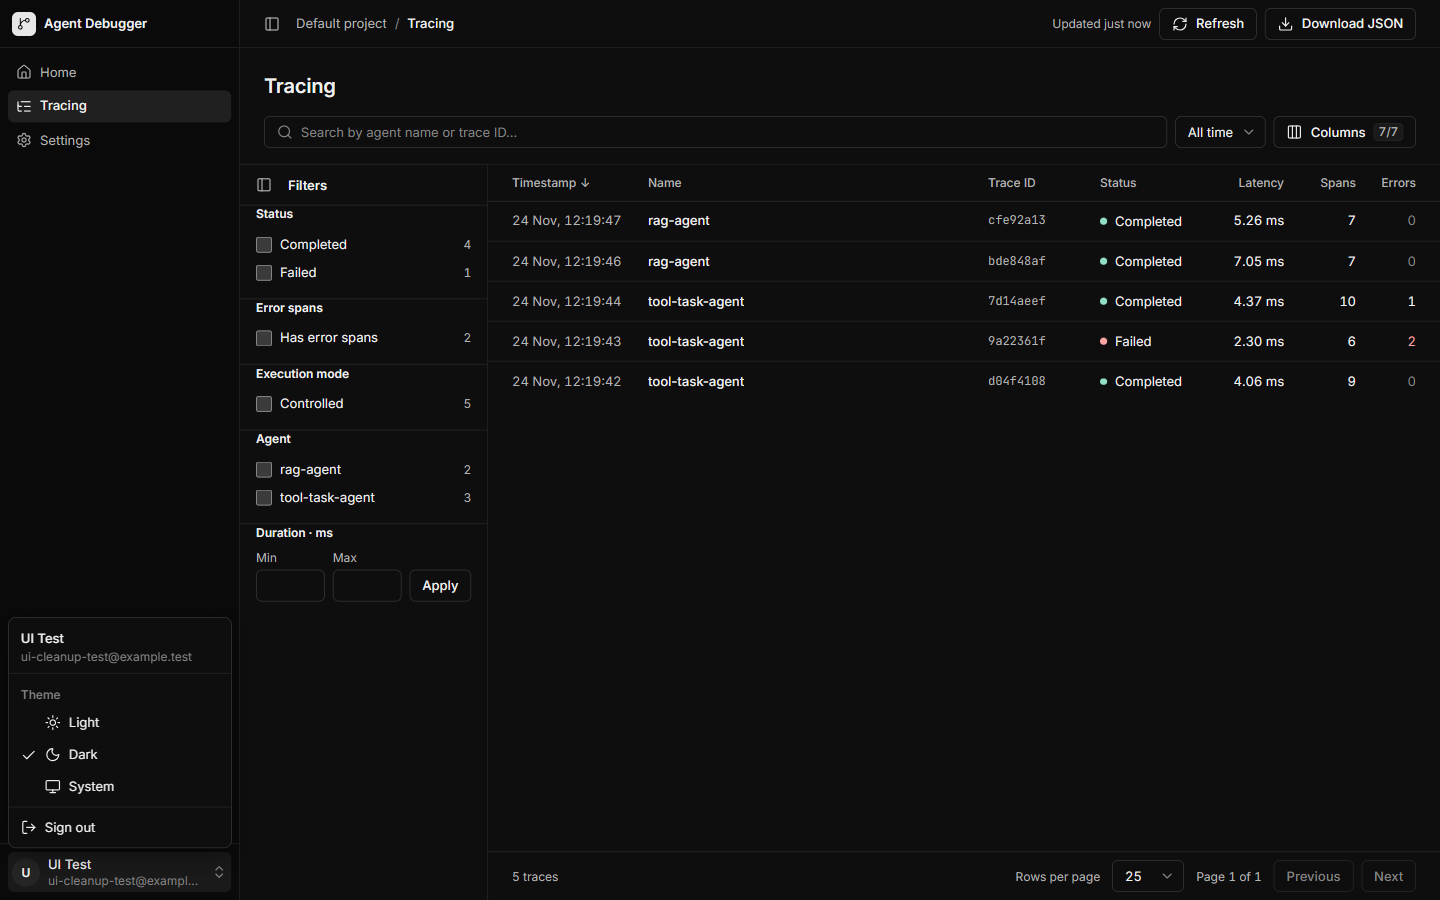 Agent Debugger
Home
Tracing
Settings
Default project / Tracing
Updated just now
Refresh
Download JSON
Tracing
Search by agent name or trace ID...
All time
Columns 7/7
Filters
Status
Completed 4
Failed 1
Error spans
Has error spans 2
Execution mode
Controlled 5
Agent
rag-agent 2
tool-task-agent 3
Duration · ms
Min Max
Apply
Timestamp ↓ Name Trace ID Status Latency Spans Errors
24 Nov, 12:19:47 rag-agent cfe92a13 Completed 5.26 ms 7 0
24 Nov, 12:19:46 rag-agent bde848af Completed 7.05 ms 7 0
24 Nov, 12:19:44 tool-task-agent 7d14aeef Completed 4.37 ms 10 1
24 Nov, 12:19:43 tool-task-agent 9a22361f Failed 2.30 ms 6 2
24 Nov, 12:19:42 tool-task-agent d04f4108 Completed 4.06 ms 9 0
UI Test
ui-cleanup-test@example.test
Theme
Light
Dark
System
Sign out
U
UI Test
ui-cleanup-test@exampl...
5 traces
Rows per page 25 Page 1 of 1 Previous Next